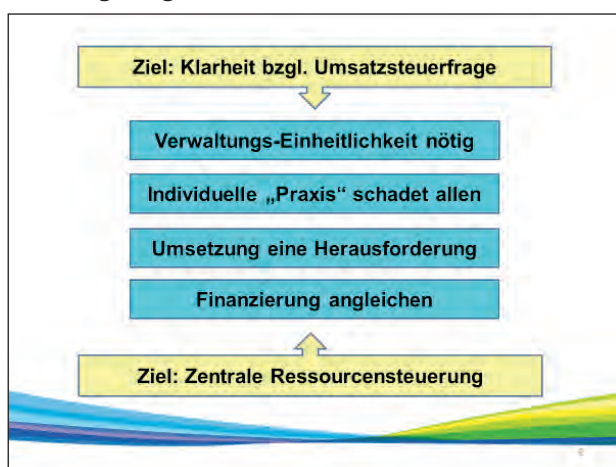 Ziel: Klarheit bzgl. Umsatzsteuerfrage
Verwaltungs-Einheitlichkeit nötig
Individuelle „Praxis“ schadet allen
Umsetzung eine Herausforderung
Finanzierung angleichen
Ziel: Zentrale Ressourcensteuerung